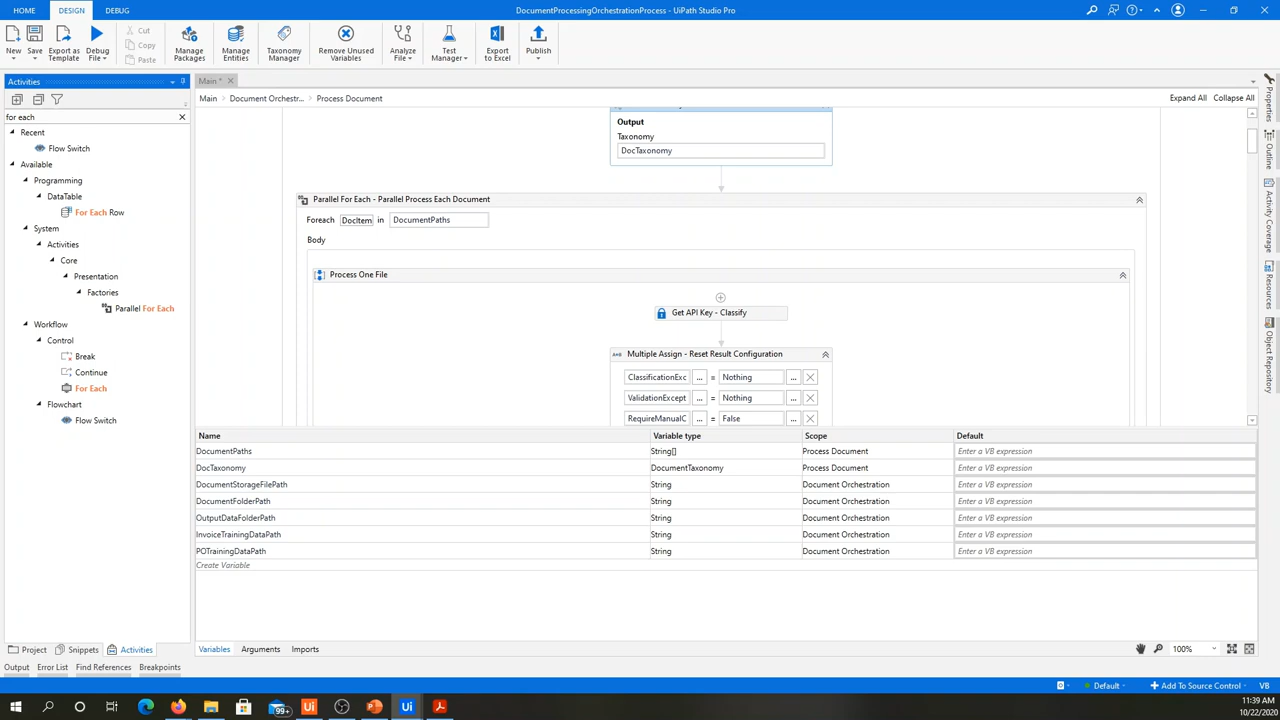 HOME DESIGN DEBUG DocumentProcessingOrchestrationProcess - UiPath Studio Pro
New Save Export as Template Debug File Cut Copy Paste Manage Packages Manage Entities Taxonomy Manager Remove Unused Variables Analyze File Test Manager Export to Excel Publish
Activities
for each
Recent
Flow Switch
Available
Programming
DataTable
For Each Row
System
Activities
Core
Presentation
Factories
Parallel For Each
Workflow
Control
Break
Continue
For Each
Flowchart
Flow Switch
Project Snippets Activities
Main *
Main > Document Orchestr... > Process Document Expand All Collapse All
Output
Taxonomy
DocTaxonomy
Parallel For Each - Parallel Process Each Document
Foreach DocItem in DocumentPaths
Body
Process One File
Get API Key - Classify
A+B Multiple Assign - Reset Result Configuration
ClassificationExc ... = Nothing ...
ValidationExcept ... = Nothing ...
RequireManualC ... = False ...
Name Variable type Scope Default
DocumentPaths String[] Process Document Enter a VB expression
DocTaxonomy DocumentTaxonomy Process Document Enter a VB expression
DocumentStorageFilePath String Document Orchestration Enter a VB expression
DocumentFolderPath String Document Orchestration Enter a VB expression
OutputDataFolderPath String Document Orchestration Enter a VB expression
InvoiceTrainingDataPath String Document Orchestration Enter a VB expression
POTrainingDataPath String Document Orchestration Enter a VB expression
Create Variable
Variables Arguments Imports 100%
Properties
Outline
Activity Coverage
Resources
Object Repository
Output Error List Find References Breakpoints
0 Default Add To Source Control VB
99+ Ui Ui
11:39 AM
10/22/2020